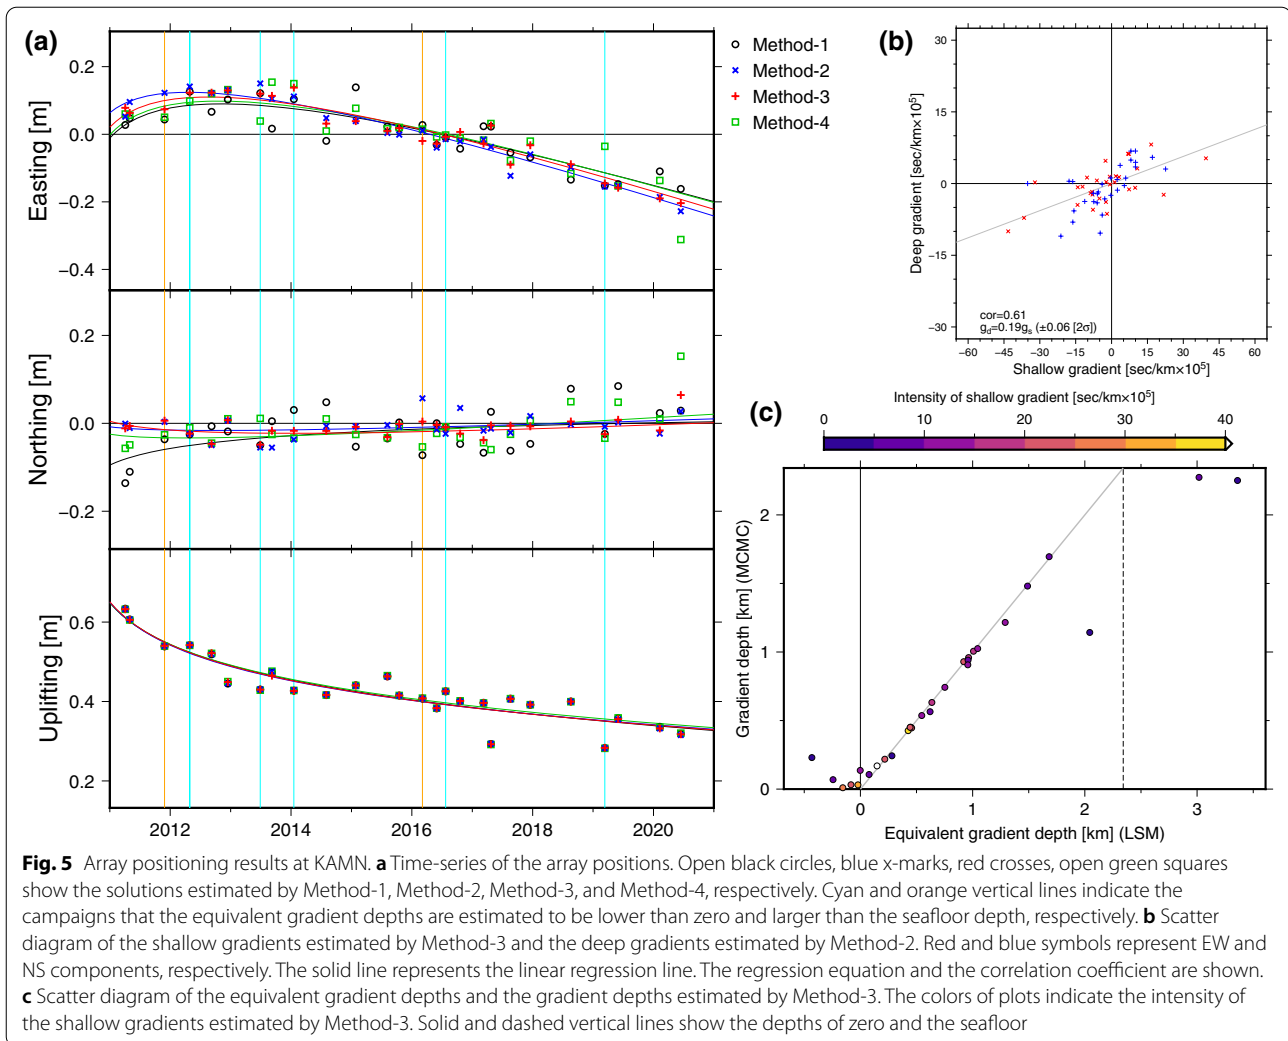 (a)
Easting [m]
0.2
0.0
−0.2
−0.4
Method-1
Method-2
Method-3
Method-4
Northing [m]
0.2
0.0
−0.2
Uplifting [m]
0.6
0.4
0.2
2012 2014 2016 2018 2020
(b)
Deep gradient [sec/km×10⁵]
30
15
0
−15
−30
cor=0.61
g_d=0.19g_s (±0.06 [2σ])
−60 −45 −30 −15 0 15 30 45 60
Shallow gradient [sec/km×10⁵]
(c)
Intensity of shallow gradient [sec/km×10⁵]
0 10 20 30 40
Gradient depth [km] (MCMC)
2
1
0
0 1 2 3
Equivalent gradient depth [km] (LSM)
Fig. 5 Array positioning results at KAMN. a Time-series of the array positions. Open black circles, blue x-marks, red crosses, open green squares
show the solutions estimated by Method-1, Method-2, Method-3, and Method-4, respectively. Cyan and orange vertical lines indicate the
campaigns that the equivalent gradient depths are estimated to be lower than zero and larger than the seafloor depth, respectively. b Scatter
diagram of the shallow gradients estimated by Method-3 and the deep gradients estimated by Method-2. Red and blue symbols represent EW and
NS components, respectively. The solid line represents the linear regression line. The regression equation and the correlation coefficient are shown.
c Scatter diagram of the equivalent gradient depths and the gradient depths estimated by Method-3. The colors of plots indicate the intensity of
the shallow gradients estimated by Method-3. Solid and dashed vertical lines show the depths of zero and the seafloor